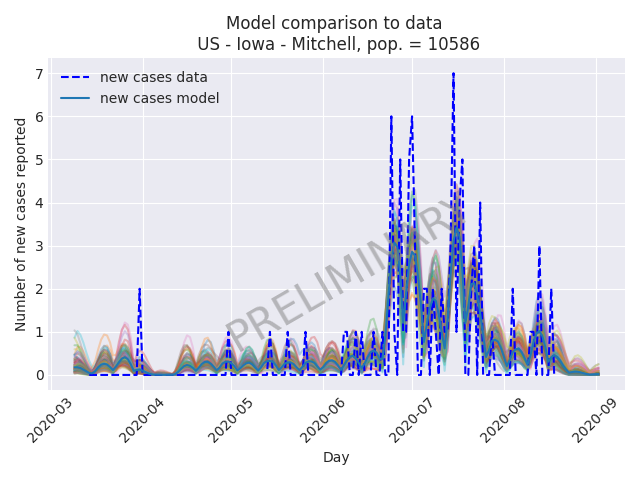 Model comparison to data
US - Iowa - Mitchell, pop. = 10586
7
6
5
4
3
2
1
0
Number of new cases reported
new cases data
new cases model
PRELIMINARY
2020-03
2020-04
2020-05
2020-06
2020-07
2020-08
2020-09
Day